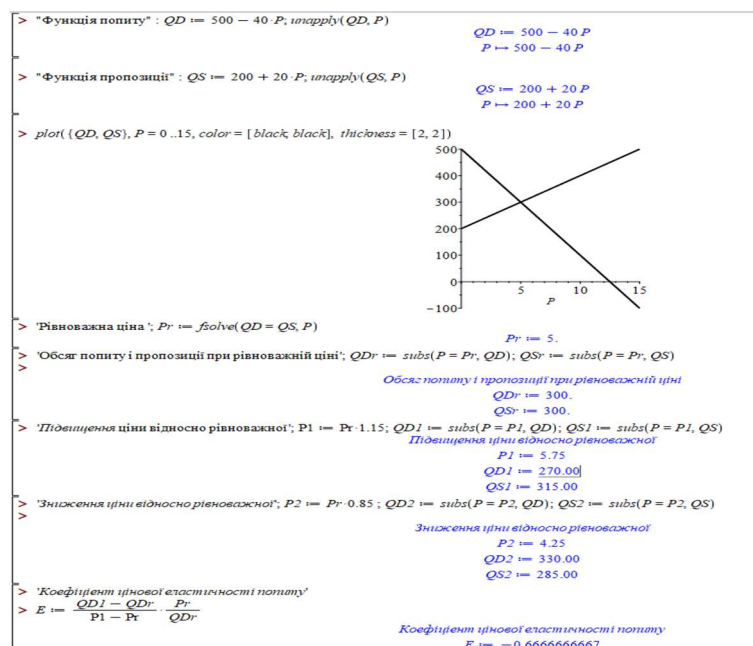 > "Функція попиту" : QD := 500 − 40·P; unapply(QD, P)
QD := 500 − 40 P
P ↦ 500 − 40 P
> "Функція пропозиції" : QS := 200 + 20·P; unapply(QS, P)
QS := 200 + 20 P
P ↦ 200 + 20 P
> plot({QD, QS}, P = 0 ..15, color = [black, black], thickness = [2, 2])
500
400
300
200
100
0
5 10 15
P
−100
> 'Рівноважна ціна '; Pr := fsolve(QD = QS, P)
Pr := 5.
> 'Обсяг попиту і пропозиції при рівноважній ціні'; QDr := subs(P = Pr, QD); QSr := subs(P = Pr, QS)
>
Обсяг попиту і пропозиції при рівноважній ціні
QDr := 300.
QSr := 300.
> 'Підвищення ціни відносно рівноважної'; P1 := Pr·1.15; QD1 := subs(P = P1, QD); QS1 := subs(P = P1, QS)
Підвищення ціни відносно рівноважної
P1 := 5.75
QD1 := 270.00
QS1 := 315.00
> 'Зниження ціни відносно рівноважної'; P2 := Pr·0.85 ; QD2 := subs(P = P2, QD); QS2 := subs(P = P2, QS)
>
Зниження ціни відносно рівноважної
P2 := 4.25
QD2 := 330.00
QS2 := 285.00
> 'Коефіцієнт цінової еластичності попиту'
> E := (QD1 − QDr)/(P1 − Pr) · Pr/QDr
Коефіцієнт цінової еластичності попиту
E := −0.6666666667